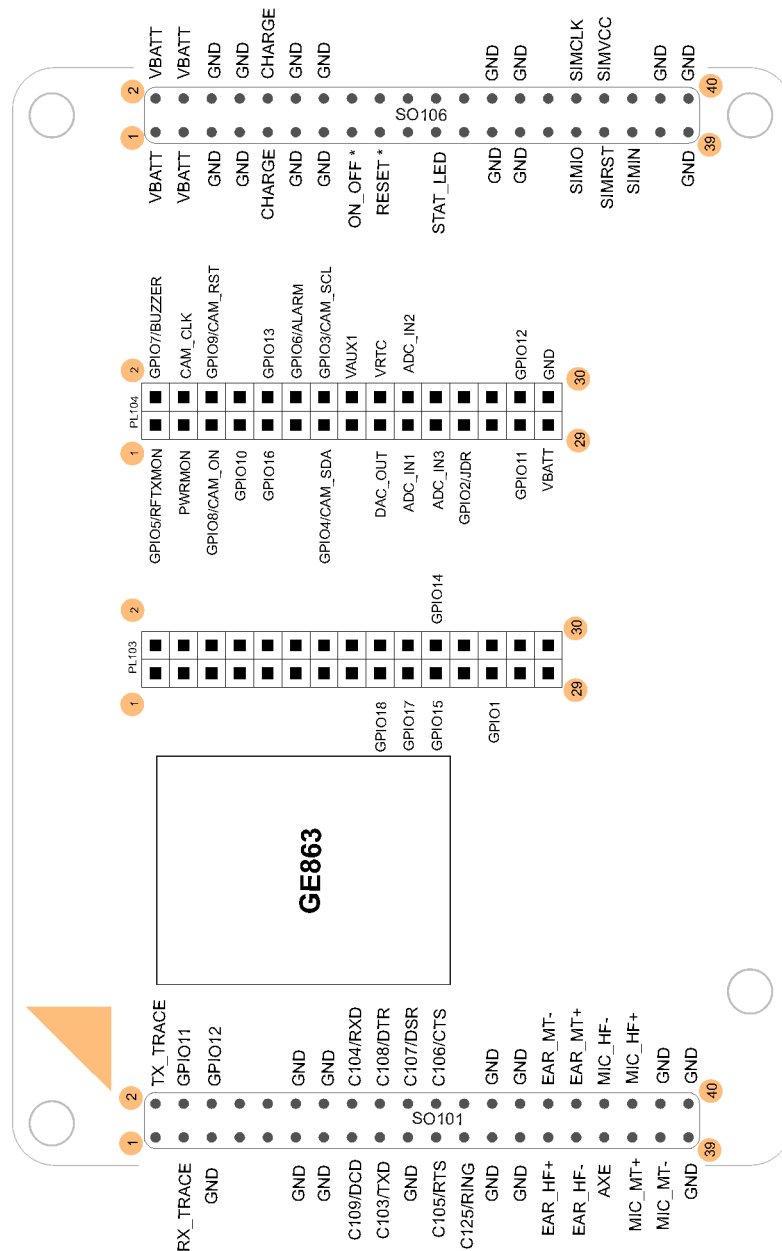 2
VBATT
VBATT
GND
GND
CHARGE
GND
GND
GND
GND
SIMCLK
SIMVCC
GND
GND
40
SO106
1
VBATT
VBATT
GND
GND
CHARGE
GND
GND
ON_OFF *
RESET *
STAT_LED
GND
GND
SIMIO
SIMRST
SIMIN
GND
39
2
GPIO7/BUZZER
CAM_CLK
GPIO9/CAM_RST
GPIO13
GPIO6/ALARM
GPIO3/CAM_SCL
VAUX1
VRTC
ADC_IN2
GPIO12
GND
30
PL104
1
GPIO5/RFTXMON
PWRMON
GPIO8/CAM_ON
GPIO10
GPIO16
GPIO4/CAM_SDA
DAC_OUT
ADC_IN1
ADC_IN3
GPIO2/JDR
GPIO11
VBATT
29
2
GPIO14
30
PL103
1
GPIO18
GPIO17
GPIO15
GPIO1
29
GE863
2
TX_TRACE
GPIO11
GPIO12
GND
GND
C104/RXD
C108/DTR
C107/DSR
C106/CTS
GND
GND
EAR_MT-
EAR_MT+
MIC_HF-
MIC_HF+
GND
GND
40
SO101
1
RX_TRACE
GND
GND
GND
C109/DCD
C103/TXD
GND
C105/RTS
C125/RING
GND
GND
EAR_HF+
EAR_HF-
AXE
MIC_MT+
MIC_MT-
GND
39